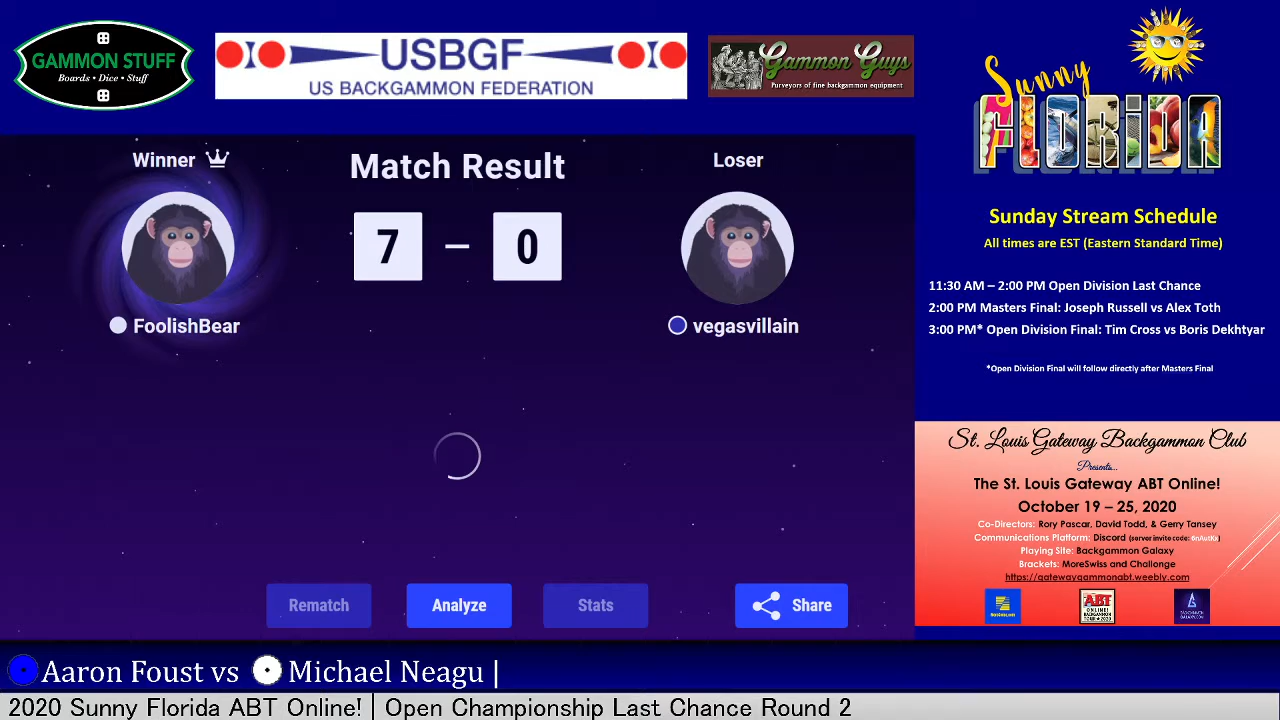 GAMMON STUFF
Boards • Dice • Stuff
USBGF
US BACKGAMMON FEDERATION
Gammon Guys
Purveyors of fine backgammon equipment
Sunny
FLORiDA
Winner
Match Result
Loser
7 – 0
FoolishBear
vegasvillain
Rematch
Analyze
Stats
Share
Sunday Stream Schedule
All times are EST (Eastern Standard Time)
11:30 AM – 2:00 PM Open Division Last Chance
2:00 PM Masters Final: Joseph Russell vs Alex Toth
3:00 PM* Open Division Final: Tim Cross vs Boris Dekhtyar
*Open Division Final will follow directly after Masters Final
St. Louis Gateway Backgammon Club
Presents...
The St. Louis Gateway ABT Online!
October 19 – 25, 2020
Co-Directors: Rory Pascar, David Todd, & Gerry Tansey
Communications Platform: Discord (server invite code: 6nAutKx)
Playing Site: Backgammon Galaxy
Brackets: MoreSwiss and Challonge
https://gatewaygammonabt.weebly.com
ABT
ONLINE!
Aaron Foust vs Michael Neagu |
2020 Sunny Florida ABT Online! | Open Championship Last Chance Round 2